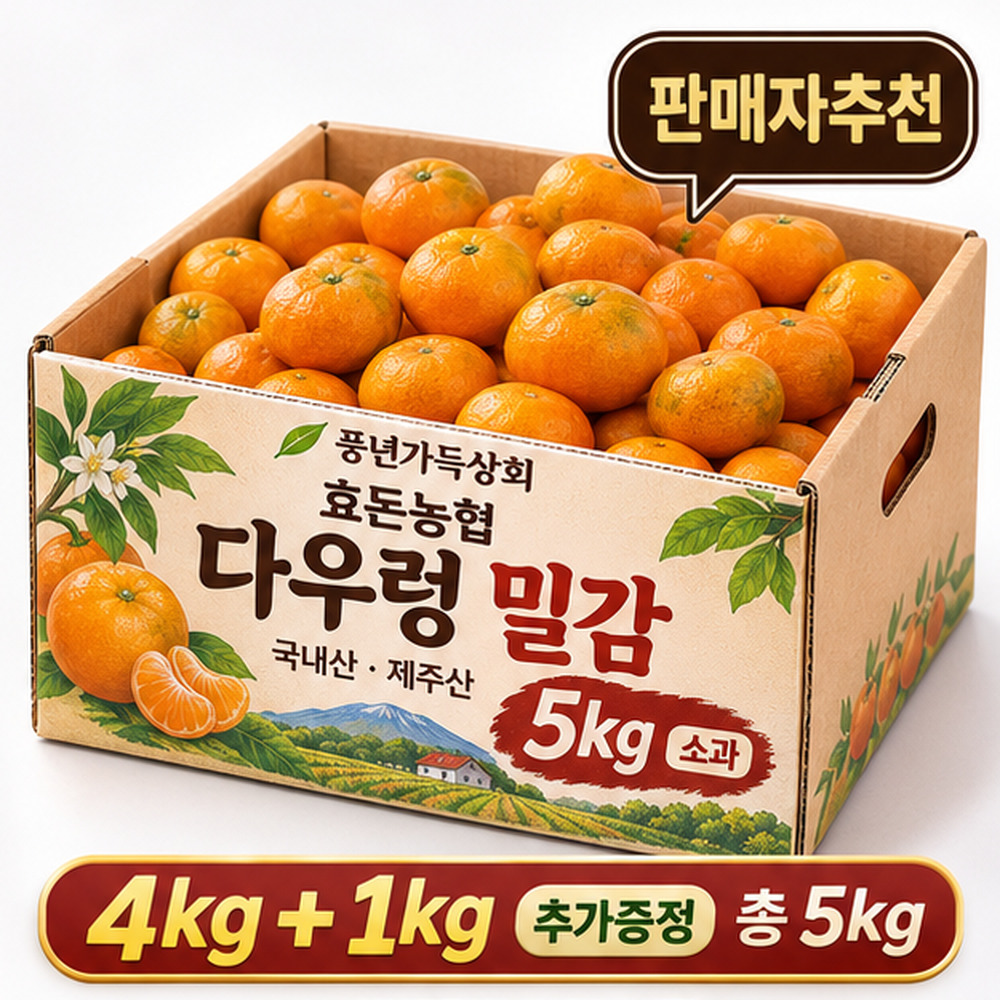 판매자추천
풍년가득상회
효돈농협
다우렁 밀감
국내산 · 제주산
5kg 소과
4kg + 1kg 추가증정 총 5kg